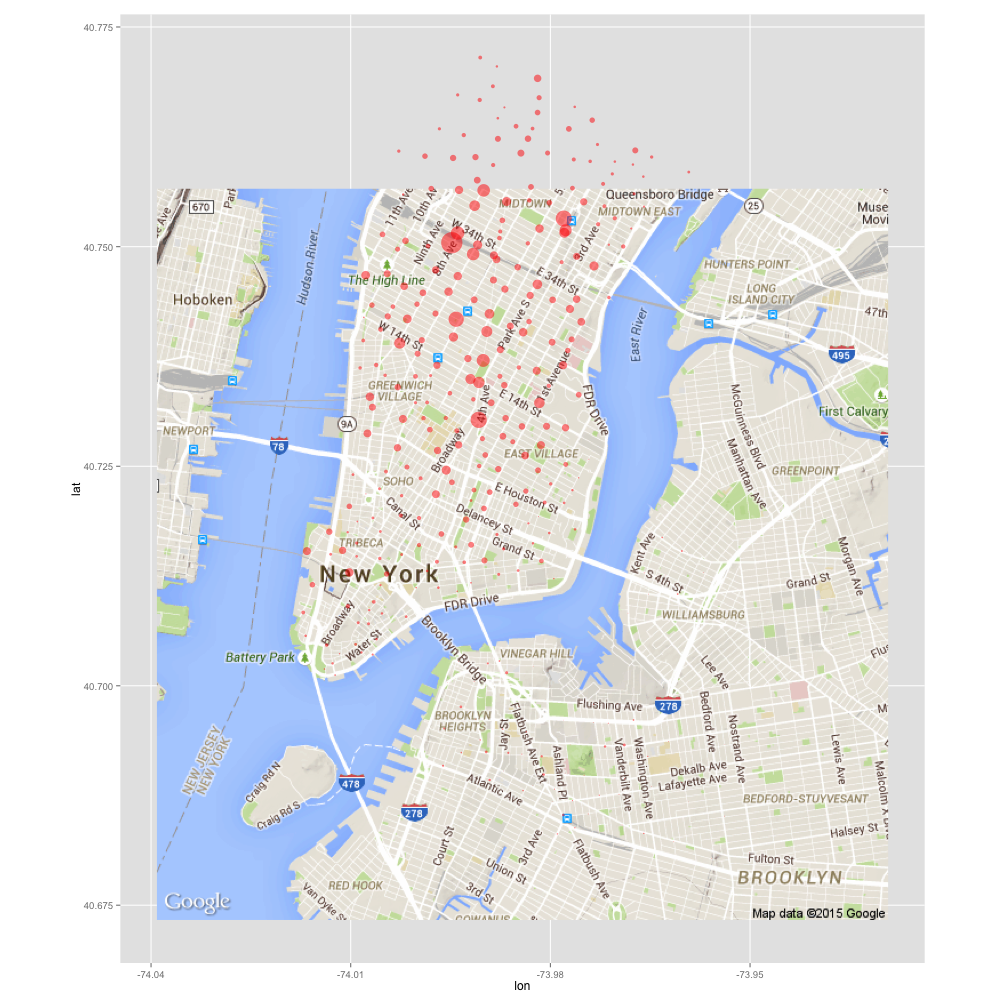 40.775
40.750
40.725
40.700
40.675
lat
-74.04
-74.01
-73.98
-73.95
lon
670
Hudson River
Hoboken
11th Ave
10th Av
Ninth Ave
8th Ave
W 34th St
MIDTOWN
5
Queensboro Bridge
MIDTOWN EAST
3rd Ave
25
Muse
Movi
HUNTERS POINT
LONG
ISLAND CITY
47th
495
First Calvary
The High Line
E 34th St
Park Ave S
W 14th St
1st Avenue
East River
GREENWICH
VILLAGE
4th Ave
E 14th St
FDR Drive
9A
NEWPORT
78
Broadway
EAST VILLAGE
McGuinness Blvd
Manhattan Ave
GREENPOINT
2
SOHO
Canal St
E Houston St
Delancey St
Grand St
TRIBECA
New York
Kent Ave
S 4th St
Grand St
Morgan Ave
WILLIAMSBURG
FDR Drive
Broadway
Water St
Battery Park
Brooklyn Bridge
VINEGAR HILL
Flus
Lee Ave
Flushing Ave
278
BROOKLYN
HEIGHTS
Jay St
Flatbush Ave Ext
Ashland Pl
Vanderbilt Ave
Washington Ave
Bedford Ave
Nostrand Ave
M
Lewis Ave
Malcolm X
NEW JERSEY
NEW YORK
Craig Rd N
Craig Rd S
478
278
Atlantic Ave
Dekalb Ave
Lafayette Ave
BEDFORD-STUYVESANT
Halsey St
Court St
3rd Ave
Union St
Flatbush Ave
Fulton St
BROOKLYN
RED HOOK
Van Dyke St
3rd St
GOWANUS
Google
Map data ©2015 Google